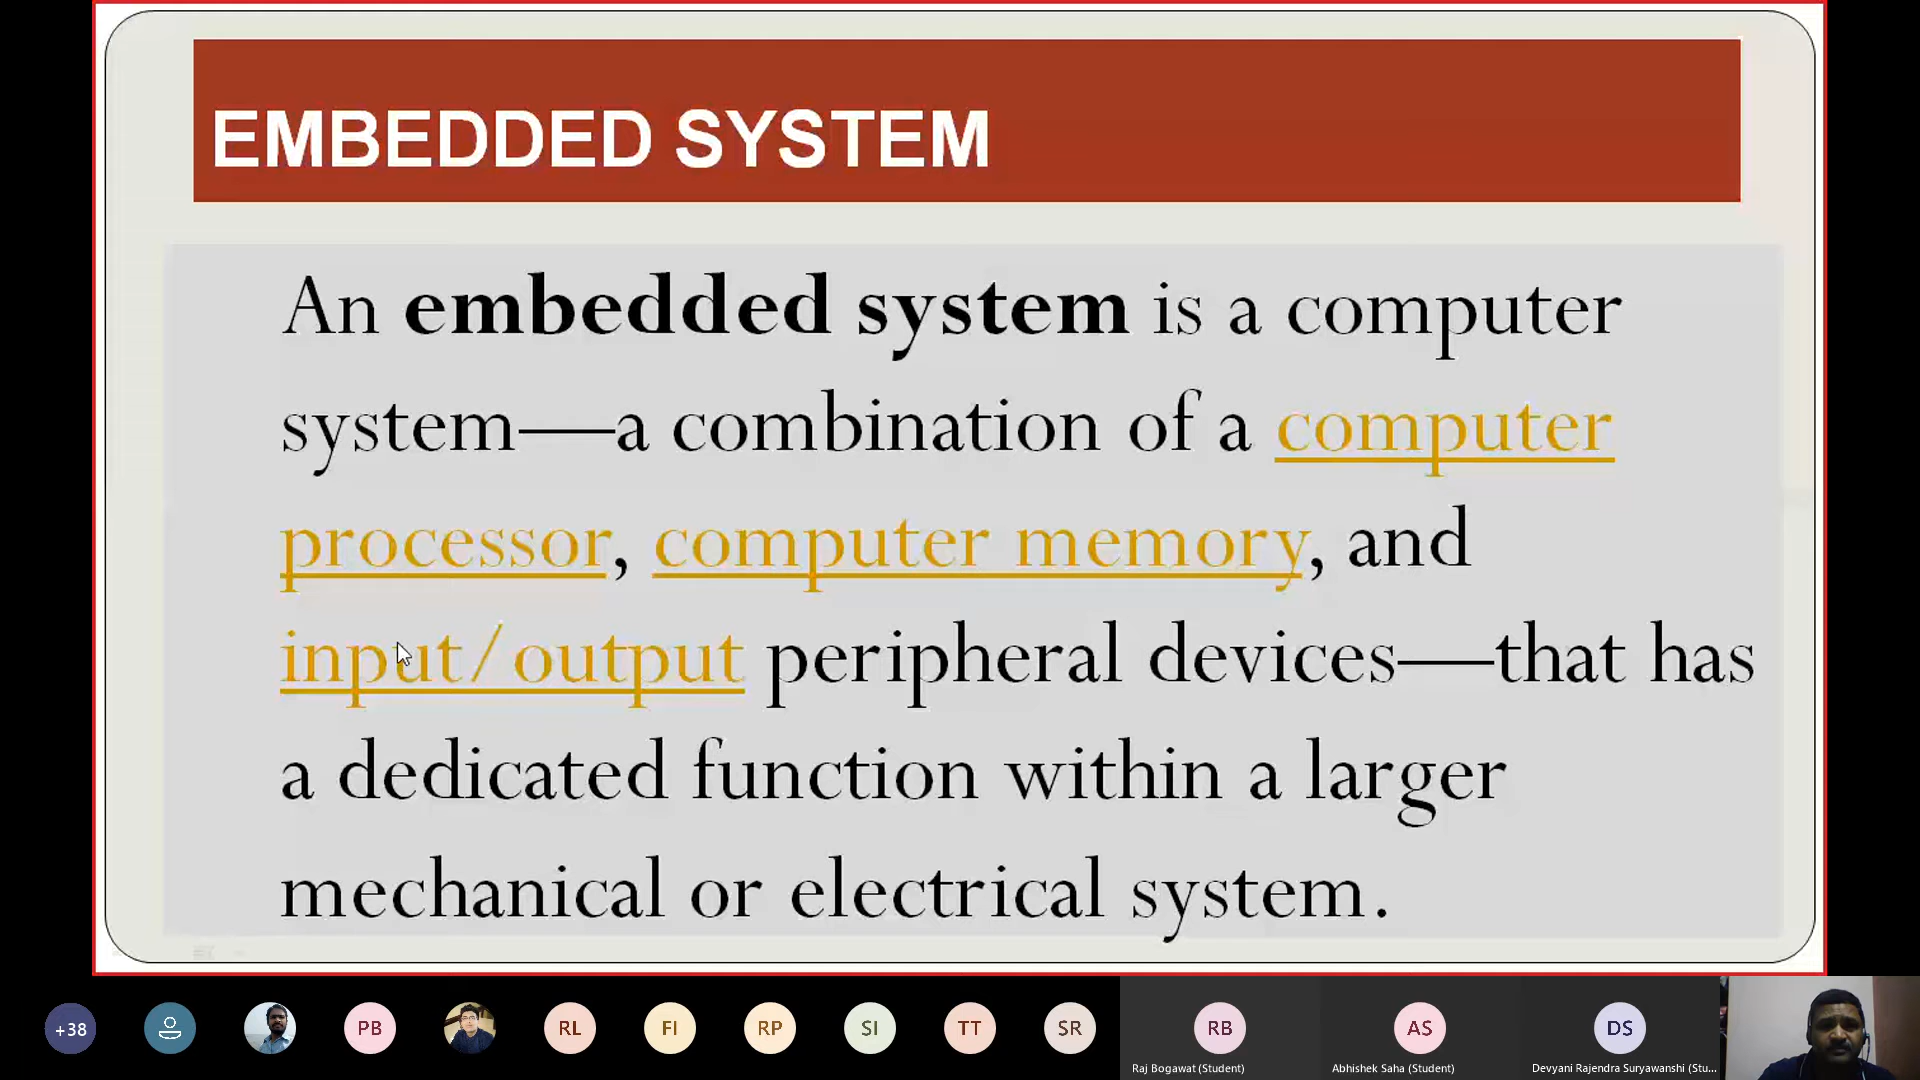 EMBEDDED SYSTEM
An embedded system is a computer
system—a combination of a computer
processor, computer memory, and
input/output peripheral devices—that has
a dedicated function within a larger
mechanical or electrical system.
+38
PB
RL
FI
RP
SI
TT
SR
RB
AS
DS
Raj Bogawat (Student)
Abhishek Saha (Student)
Devyani Rajendra Suryawanshi (Stu...